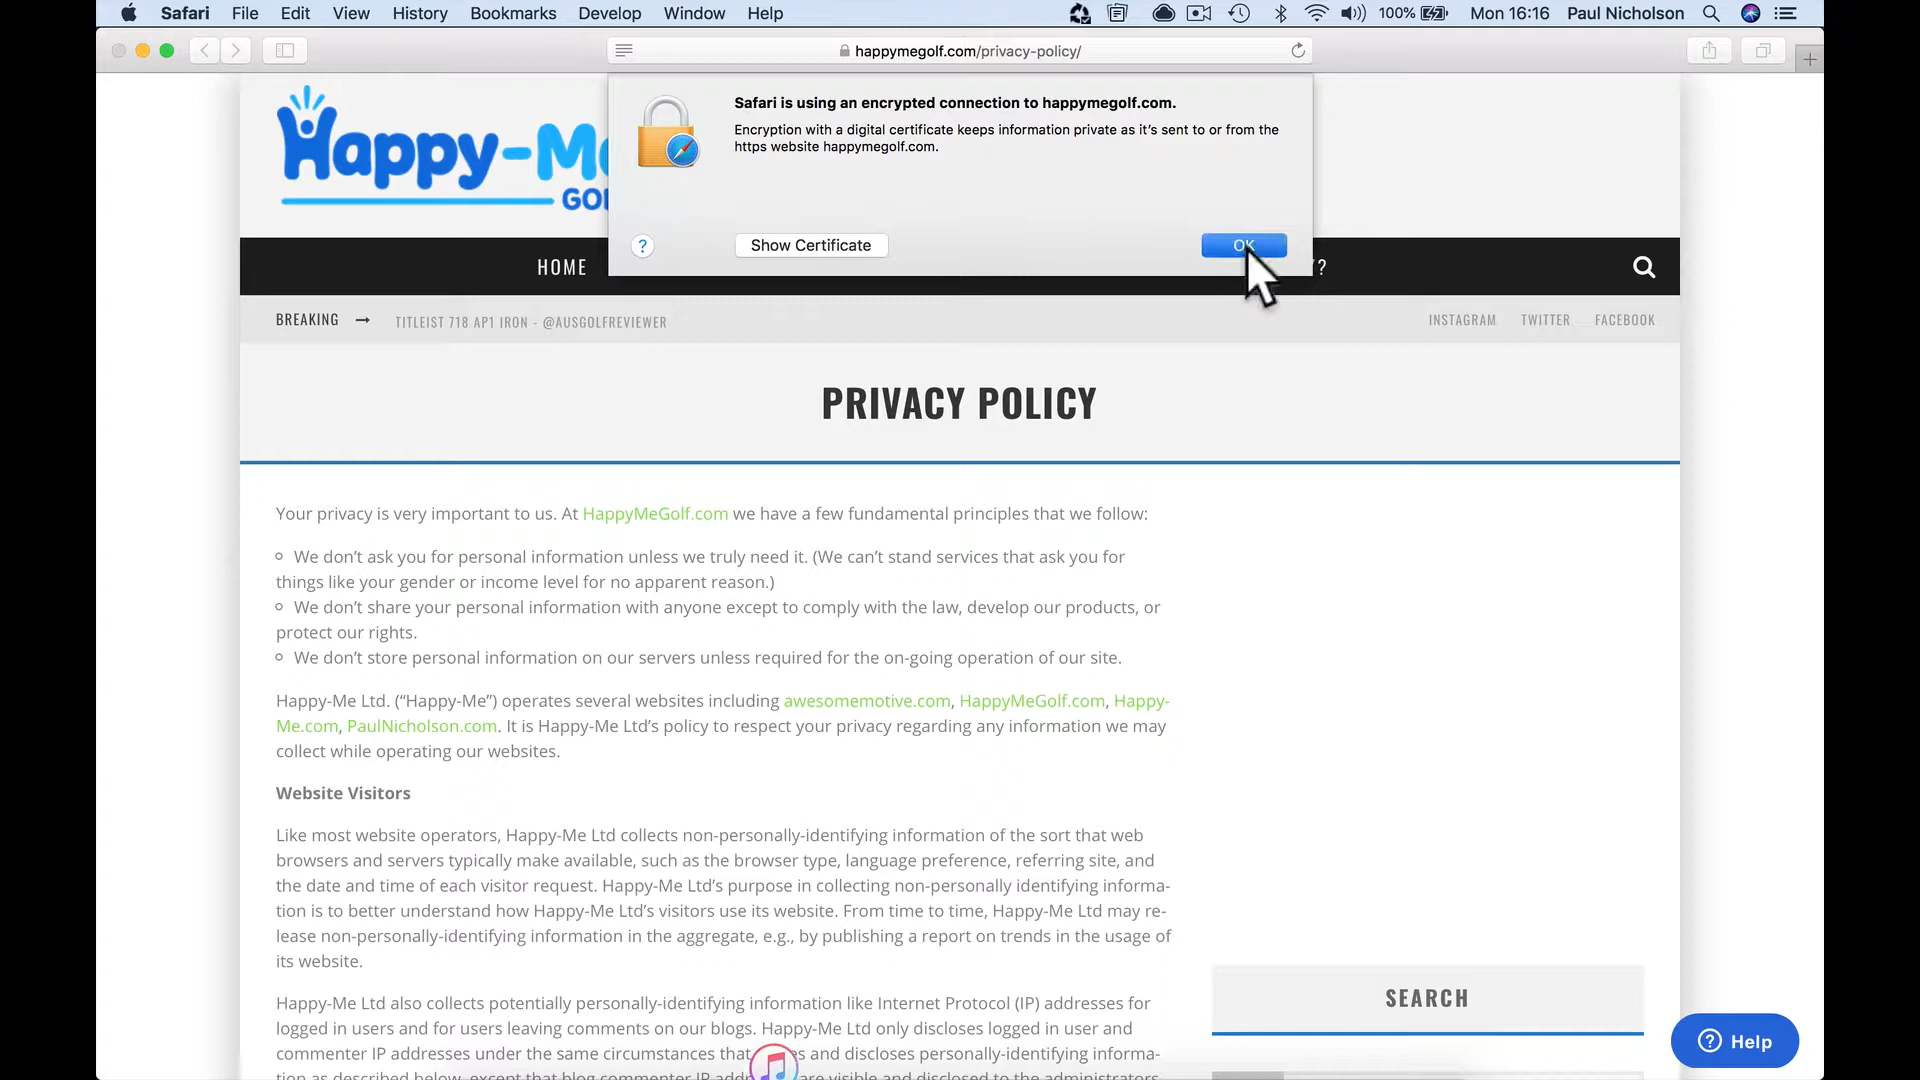 Safari File Edit View History Bookmarks Develop Window Help 100% Mon 16:16 Paul Nicholson
happymegolf.com/privacy-policy/
Happy-M
GO
Safari is using an encrypted connection to happymegolf.com.
Encryption with a digital certificate keeps information private as it's sent to or from the
https website happymegolf.com.
? Show Certificate OK
HOME ?
BREAKING → TITLEIST 718 AP1 IRON - @AUSGOLFREVIEWER INSTAGRAM TWITTER FACEBOOK
PRIVACY POLICY
Your privacy is very important to us. At HappyMeGolf.com we have a few fundamental principles that we follow:
We don't ask you for personal information unless we truly need it. (We can't stand services that ask you for
things like your gender or income level for no apparent reason.)
We don't share your personal information with anyone except to comply with the law, develop our products, or
protect our rights.
We don't store personal information on our servers unless required for the on-going operation of our site.
Happy-Me Ltd. (“Happy-Me”) operates several websites including awesomemotive.com, HappyMeGolf.com, Happy-
Me.com, PaulNicholson.com. It is Happy-Me Ltd's policy to respect your privacy regarding any information we may
collect while operating our websites.
Website Visitors
Like most website operators, Happy-Me Ltd collects non-personally-identifying information of the sort that web
browsers and servers typically make available, such as the browser type, language preference, referring site, and
the date and time of each visitor request. Happy-Me Ltd's purpose in collecting non-personally identifying informa-
tion is to better understand how Happy-Me Ltd's visitors use its website. From time to time, Happy-Me Ltd may re-
lease non-personally-identifying information in the aggregate, e.g., by publishing a report on trends in the usage of
its website.
Happy-Me Ltd also collects potentially personally-identifying information like Internet Protocol (IP) addresses for
logged in users and for users leaving comments on our blogs. Happy-Me Ltd only discloses logged in user and
commenter IP addresses under the same circumstances that and discloses personally-identifying informa-
tion as described below, except that blog commenter IP are visible and disclosed to the administrators
SEARCH
Help